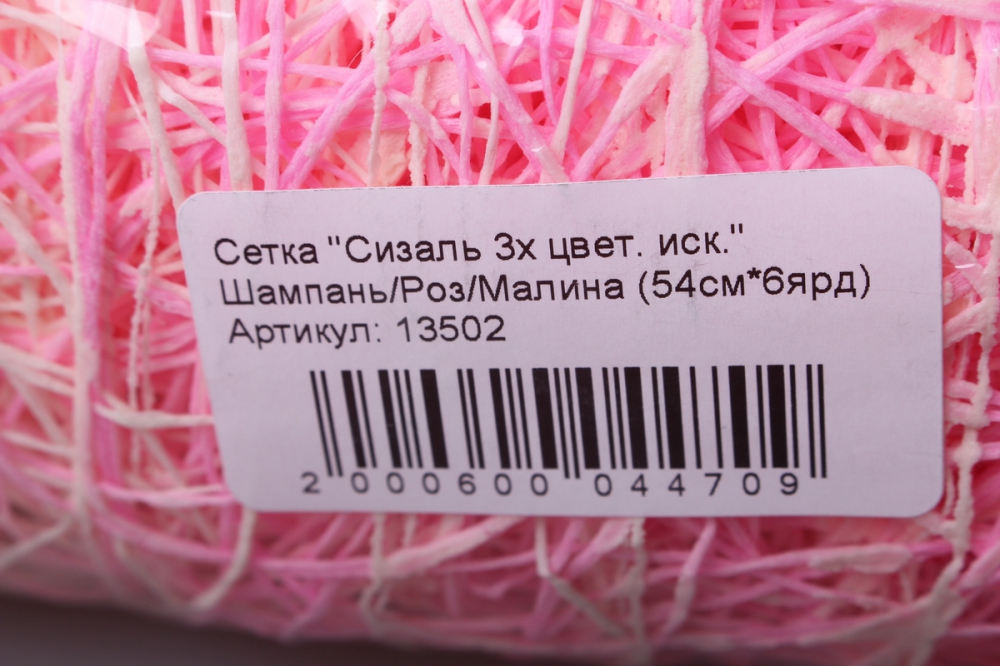 Сетка "Сизаль 3х цвет. иск."
Шампань/Роз/Малина (54см*6ярд)
Артикул: 13502
2 000600 044709